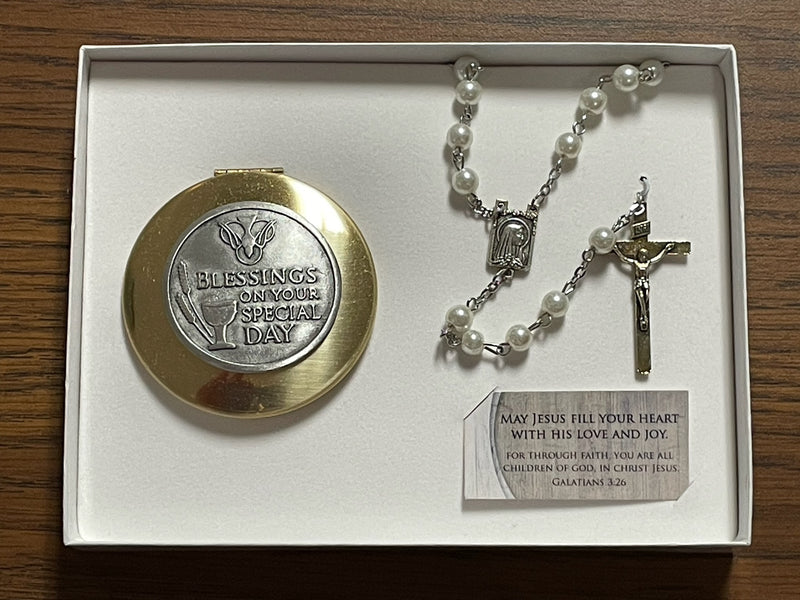 BLESSINGS
ON YOUR
SPECIAL
DAY
INRI
MAY JESUS FILL YOUR HEART
WITH HIS LOVE AND JOY.
FOR THROUGH FAITH, YOU ARE ALL
CHILDREN OF GOD, IN CHRIST JESUS.
GALATIANS 3:26